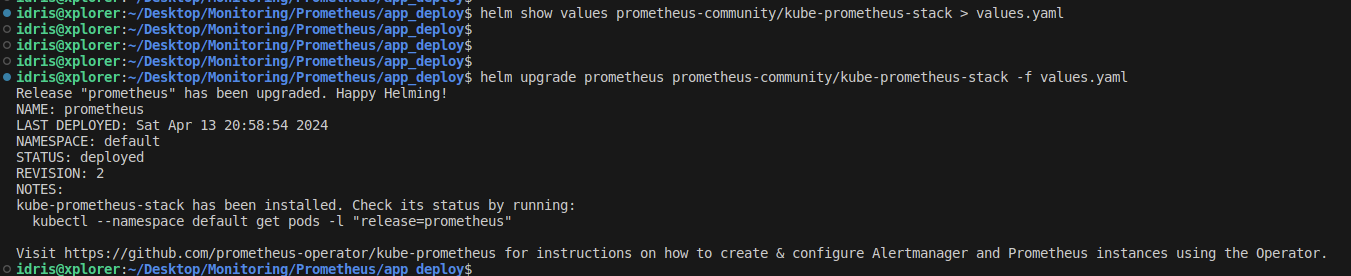 idris@xplorer:~/Desktop/Monitoring/Prometheus/app_deploy$
idris@xplorer:~/Desktop/Monitoring/Prometheus/app_deploy$ helm show values prometheus-community/kube-prometheus-stack > values.yaml
idris@xplorer:~/Desktop/Monitoring/Prometheus/app_deploy$
idris@xplorer:~/Desktop/Monitoring/Prometheus/app_deploy$
idris@xplorer:~/Desktop/Monitoring/Prometheus/app_deploy$
idris@xplorer:~/Desktop/Monitoring/Prometheus/app_deploy$ helm upgrade prometheus prometheus-community/kube-prometheus-stack -f values.yaml
Release "prometheus" has been upgraded. Happy Helming!
NAME: prometheus
LAST DEPLOYED: Sat Apr 13 20:58:54 2024
NAMESPACE: default
STATUS: deployed
REVISION: 2
NOTES:
kube-prometheus-stack has been installed. Check its status by running:
  kubectl --namespace default get pods -l "release=prometheus"

Visit https://github.com/prometheus-operator/kube-prometheus for instructions on how to create & configure Alertmanager and Prometheus instances using the Operator.
idris@xplorer:~/Desktop/Monitoring/Prometheus/app_deploy$